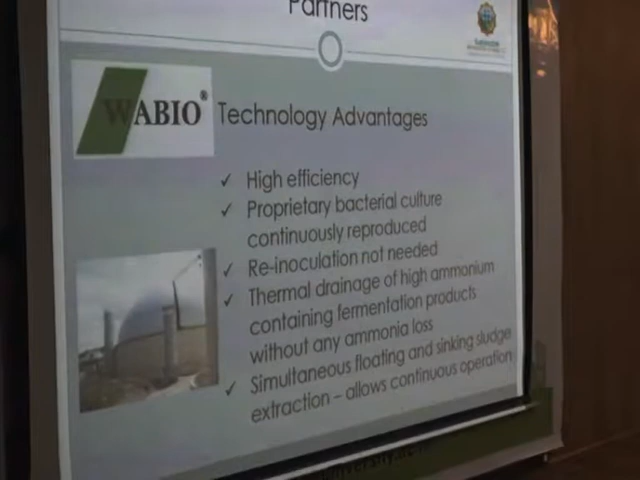 Partners
WABIO®
Technology Advantages
✓ High efficiency
✓ Proprietary bacterial culture
continuously reproduced
✓ Re-inoculation not needed
✓ Thermal drainage of high ammonium
containing fermentation products
without any ammonia loss
✓ Simultaneous floating and sinking sludge
extraction – allows continuous operation